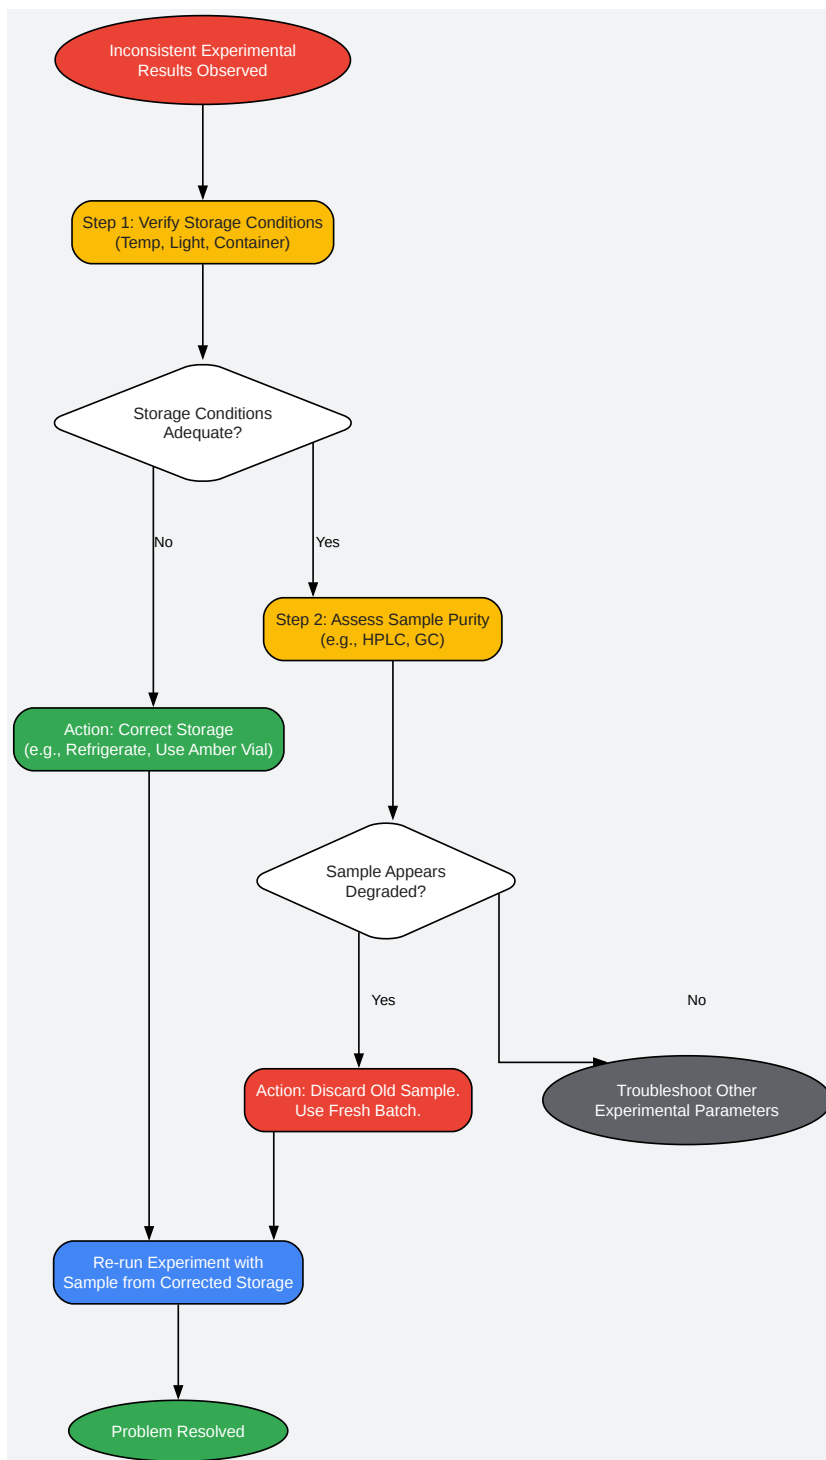 Inconsistent Experimental
Results Observed
Step 1: Verify Storage Conditions
(Temp, Light, Container)
Storage Conditions
Adequate?
No
Yes
Step 2: Assess Sample Purity
(e.g., HPLC, GC)
Action: Correct Storage
(e.g., Refrigerate, Use Amber Vial)
Sample Appears
Degraded?
Yes
No
Action: Discard Old Sample.
Use Fresh Batch.
Troubleshoot Other
Experimental Parameters
Re-run Experiment with
Sample from Corrected Storage
Problem Resolved